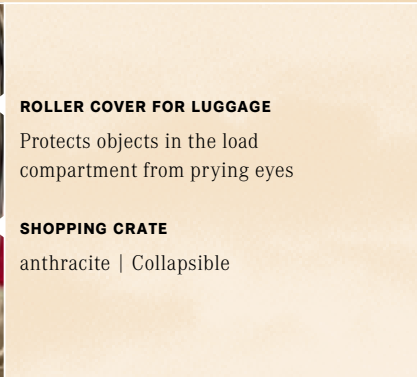 ROLLER COVER FOR LUGGAGE
Protects objects in the load
compartment from prying eyes
SHOPPING CRATE
anthracite | Collapsible